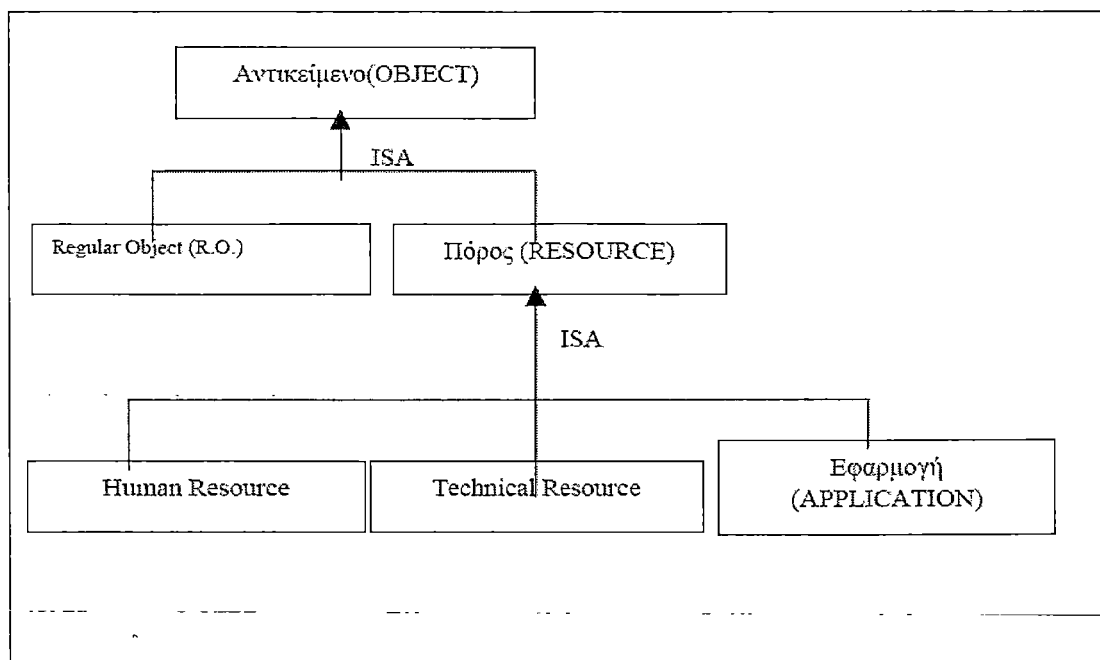 Αντικείμενο(OBJECT)
ISA
Regular Object (R.O.)
Πόρος (RESOURCE)
ISA
Human Resource
Technical Resource
Εφαρμογή
(APPLICATION)